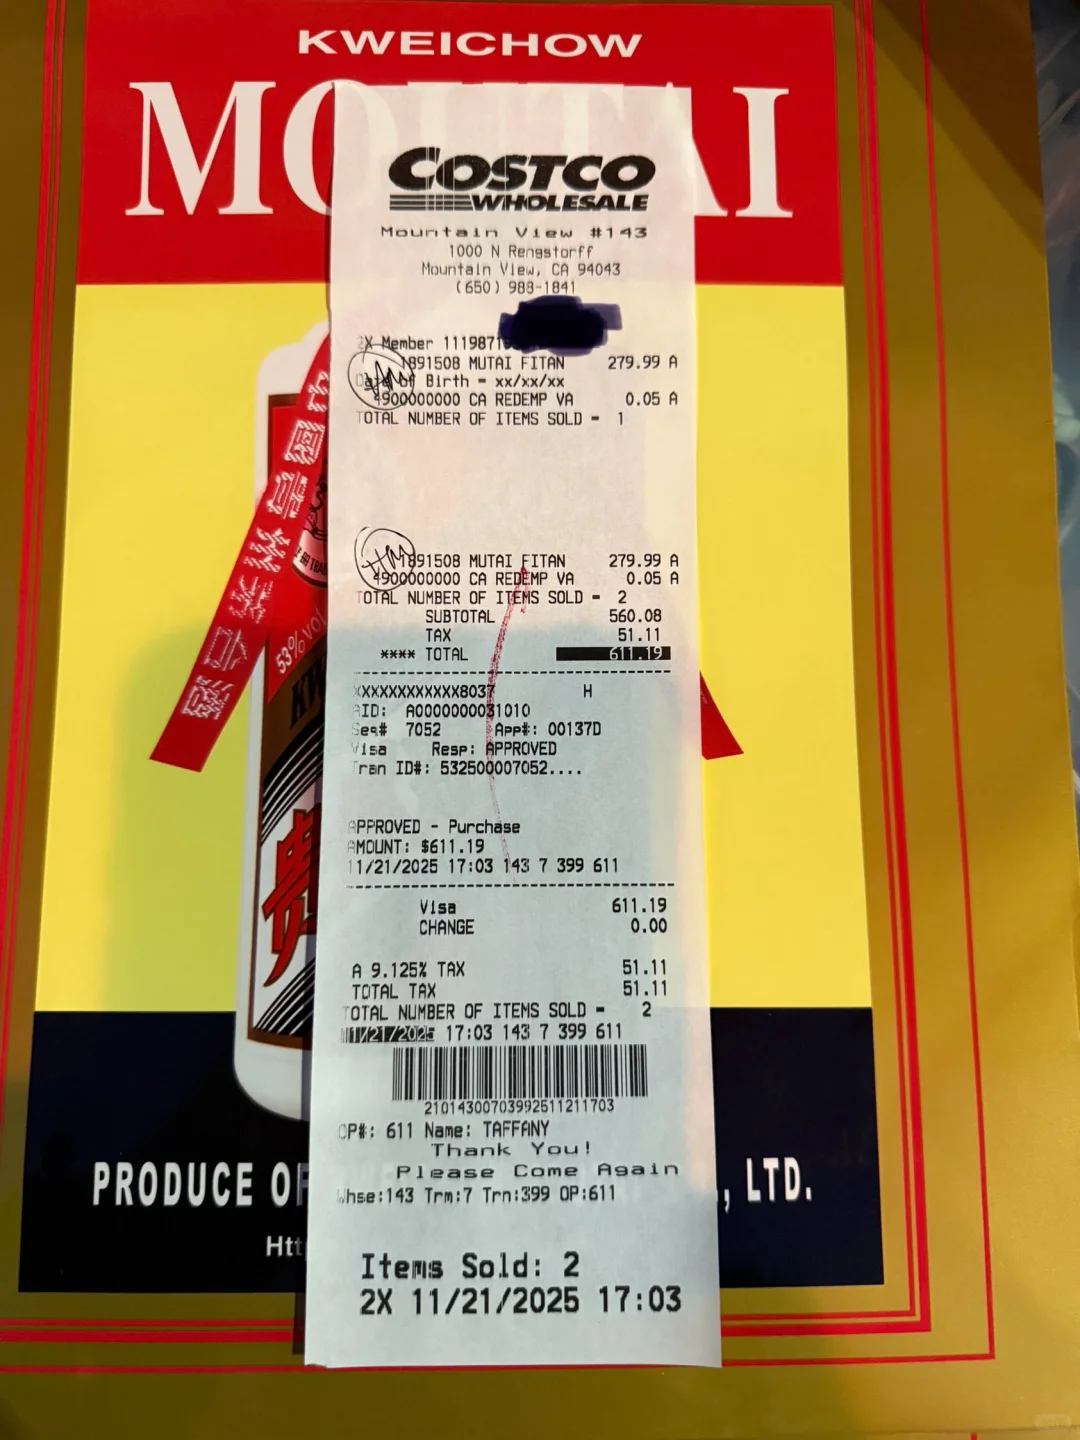 KWEICHOW
MOUTAI
COSTCO
WHOLESALE
Mountain View #143
1000 N Rengstorff
Mountain View, CA 94043
(650) 988-1841
2X Member 1119871
1891508 MUTAI FITAN 279.99 A
Date of Birth = xx/xx/xx
4900000000 CA REDEMP VA 0.05 A
TOTAL NUMBER OF ITEMS SOLD = 1
1891508 MUTAI FITAN 279.99 A
4900000000 CA REDEMP VA 0.05 A
TOTAL NUMBER OF ITEMS SOLD = 2
SUBTOTAL 560.08
TAX 51.11
**** TOTAL 611.19
53% vol
XXXXXXXXXXXX8037 H
AID: A0000000031010
Seq# 7052 App#: 00137D
Visa Resp: APPROVED
Tran ID#: 532500007052....
APPROVED - Purchase
AMOUNT: $611.19
11/21/2025 17:03 143 7 399 611
Visa 611.19
CHANGE 0.00
A 9.125% TAX 51.11
TOTAL TAX 51.11
TOTAL NUMBER OF ITEMS SOLD = 2
11/21/2025 17:03 143 7 399 611
21014300703992511211703
OP#: 611 Name: TAFFANY
Thank You!
Please Come Again
Whse:143 Trm:7 Trn:399 OP:611
PRODUCE OF , LTD.
Htt
Items Sold: 2
2X 11/21/2025 17:03